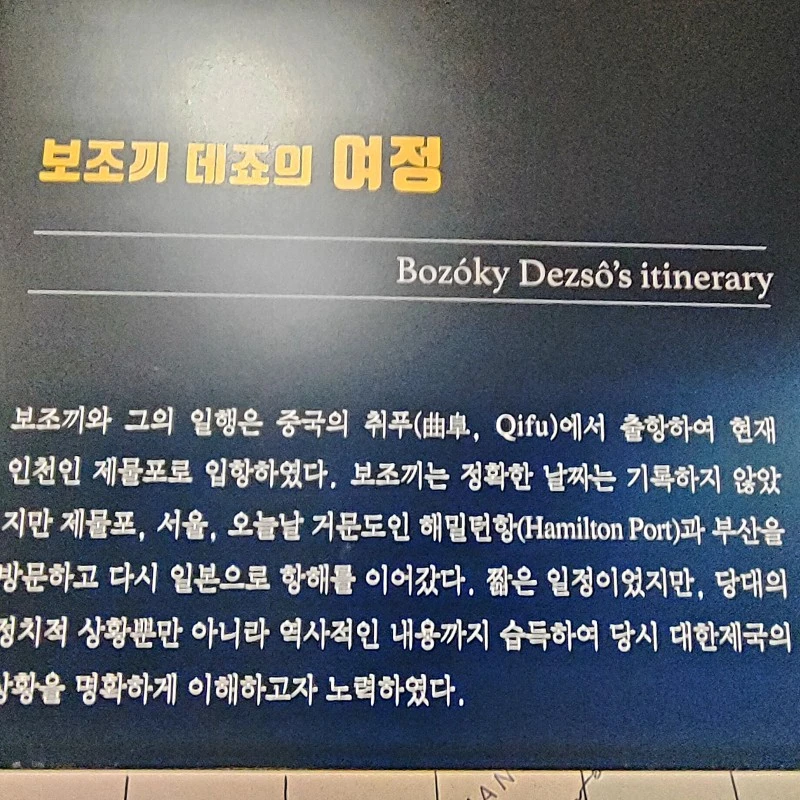 보조끼 데죠의 여정
Bozóky Dezsô's itinerary
보조끼와 그의 일행은 중국의 취푸(曲阜, Qifu)에서 출항하여 현재
인천인 제물포로 입항하였다. 보조끼는 정확한 날짜는 기록하지 않았
지만 제물포, 서울, 오늘날 거문도인 해밀턴항(Hamilton Port)과 부산을
방문하고 다시 일본으로 항해를 이어갔다. 짧은 일정이었지만, 당대의
정치적 상황뿐만 아니라 역사적인 내용까지 습득하여 당시 대한제국의
상황을 명확하게 이해하고자 노력하였다.